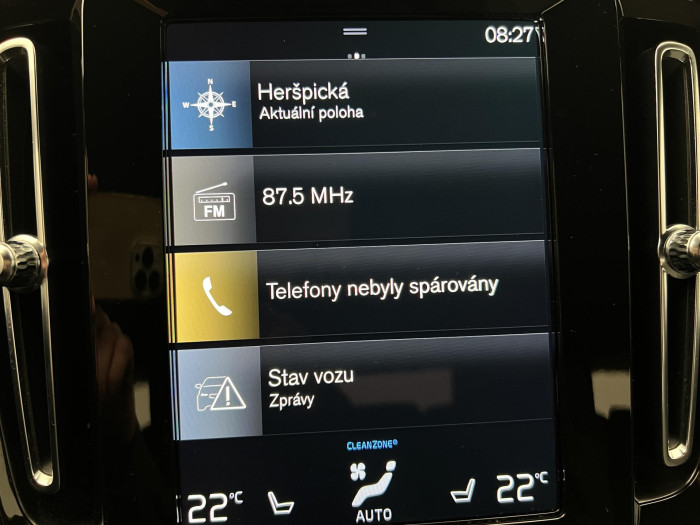 08:27
N
W E
S
Heršpická
Aktuální poloha
FM
87.5 MHz
Telefony nebyly spárovány
Stav vozu
Zprávy
CLEANZONE®
22°C
AUTO
22°C